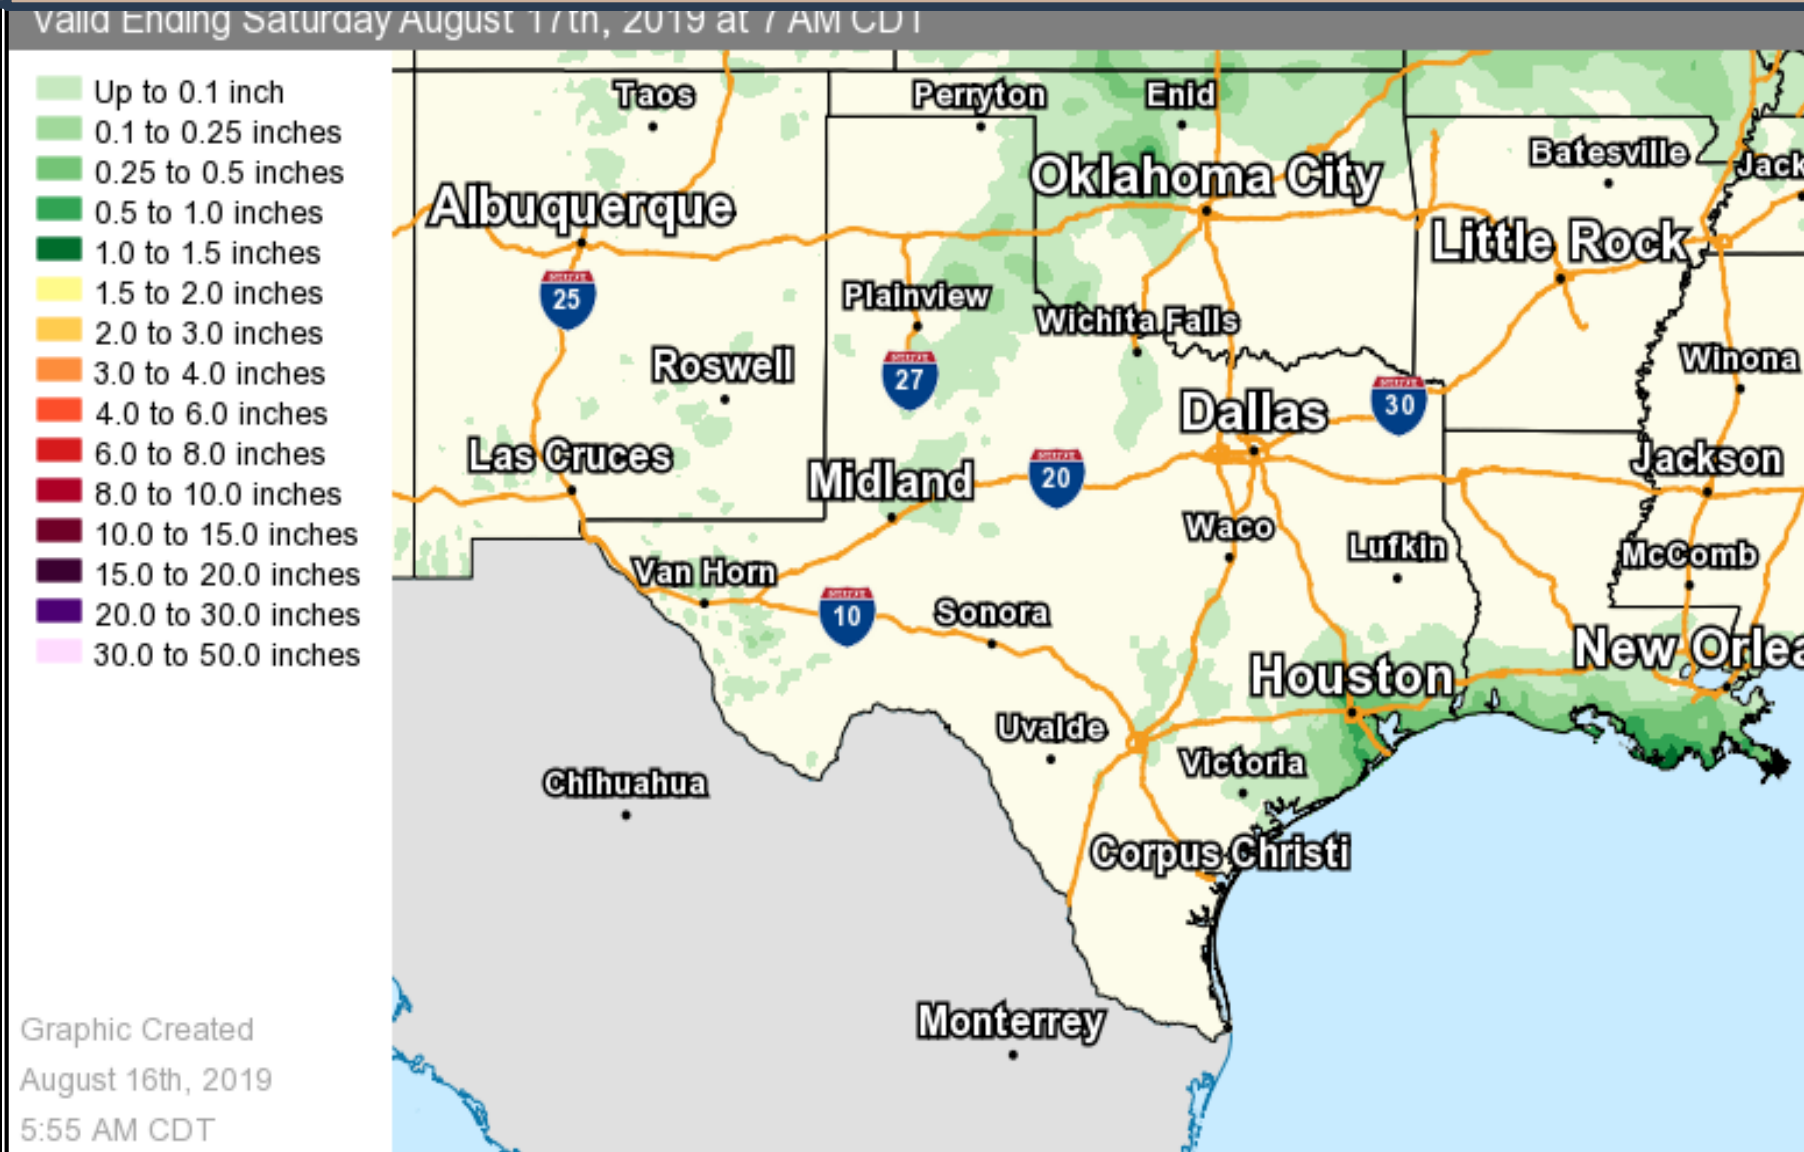 Valid Ending Saturday August 17th, 2019 at 7 AM CDT
Up to 0.1 inch
0.1 to 0.25 inches
0.25 to 0.5 inches
0.5 to 1.0 inches
1.0 to 1.5 inches
1.5 to 2.0 inches
2.0 to 3.0 inches
3.0 to 4.0 inches
4.0 to 6.0 inches
6.0 to 8.0 inches
8.0 to 10.0 inches
10.0 to 15.0 inches
15.0 to 20.0 inches
20.0 to 30.0 inches
30.0 to 50.0 inches
Graphic Created
August 16th, 2019
5:55 AM CDT
Taos
Perryton
Enid
Batesville
Jack
Oklahoma City
Albuquerque
Little Rock
25
Plainview
Wichita Falls
Roswell
27
Winona
Dallas
30
Las Cruces
Midland
20
Jackson
Waco
Lufkin
McComb
Van Horn
10
Sonora
New Orlea
Houston
Uvalde
Victoria
Chihuahua
Corpus Christi
Monterrey